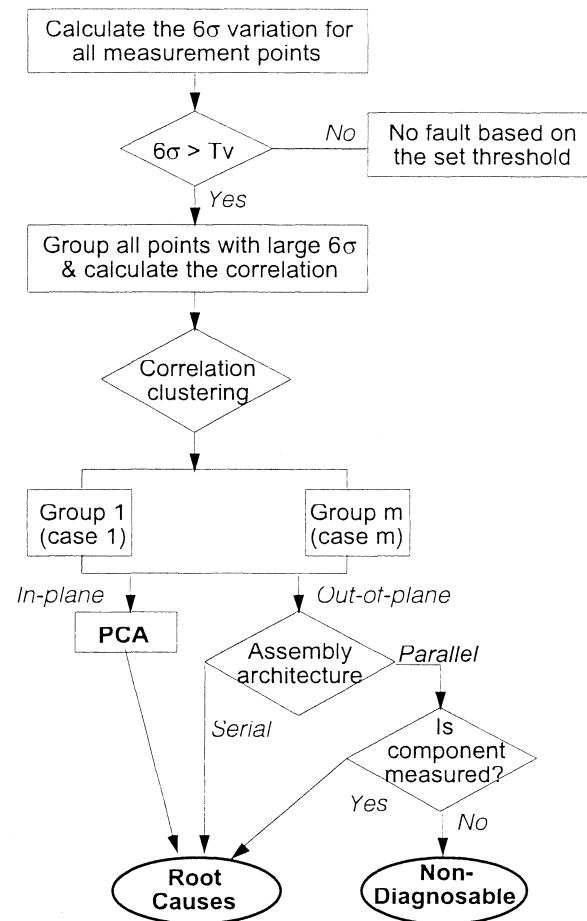 Calculate the 6σ variation for
all measurement points
6σ > Tv
No
No fault based on
the set threshold
Yes
Group all points with large 6σ
& calculate the correlation
Correlation
clustering
Group 1
(case 1)
Group m
(case m)
In-plane
Out-of-plane
PCA
Assembly
architecture
Parallel
Serial
Is
component
measured?
Yes
No
Root
Causes
Non-
Diagnosable